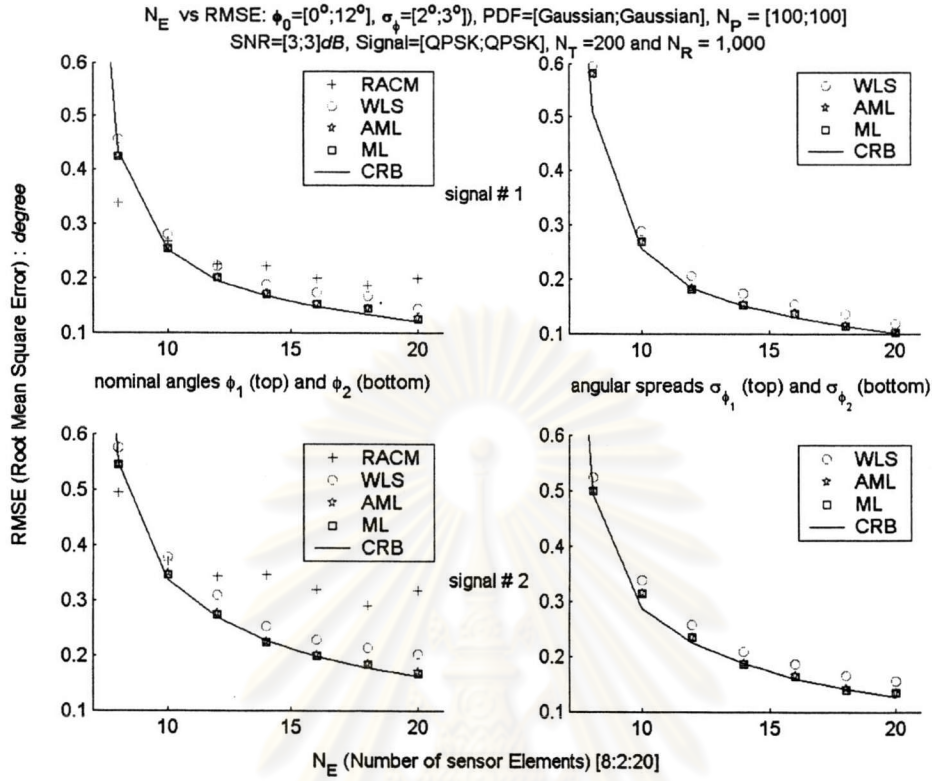 N_E vs RMSE: ϕ_0=[0°;12°], σ_ϕ=[2°;3°]), PDF=[Gaussian;Gaussian], N_P = [100;100]
SNR=[3;3]dB, Signal=[QPSK;QPSK], N_T =200 and N_R = 1,000
RMSE (Root Mean Square Error) : degree
0.6
0.5
0.4
0.3
0.2
0.1
10
15
20
RACM
WLS
AML
ML
CRB
signal # 1
0.6
0.5
0.4
0.3
0.2
0.1
10
15
20
WLS
AML
ML
CRB
nominal angles ϕ_1 (top) and ϕ_2 (bottom)
angular spreads σ_ϕ_1 (top) and σ_ϕ_2 (bottom)
0.6
0.5
0.4
0.3
0.2
0.1
10
15
20
RACM
WLS
AML
ML
CRB
signal # 2
0.6
0.5
0.4
0.3
0.2
0.1
10
15
20
WLS
AML
ML
CRB
N_E (Number of sensor Elements) [8:2:20]